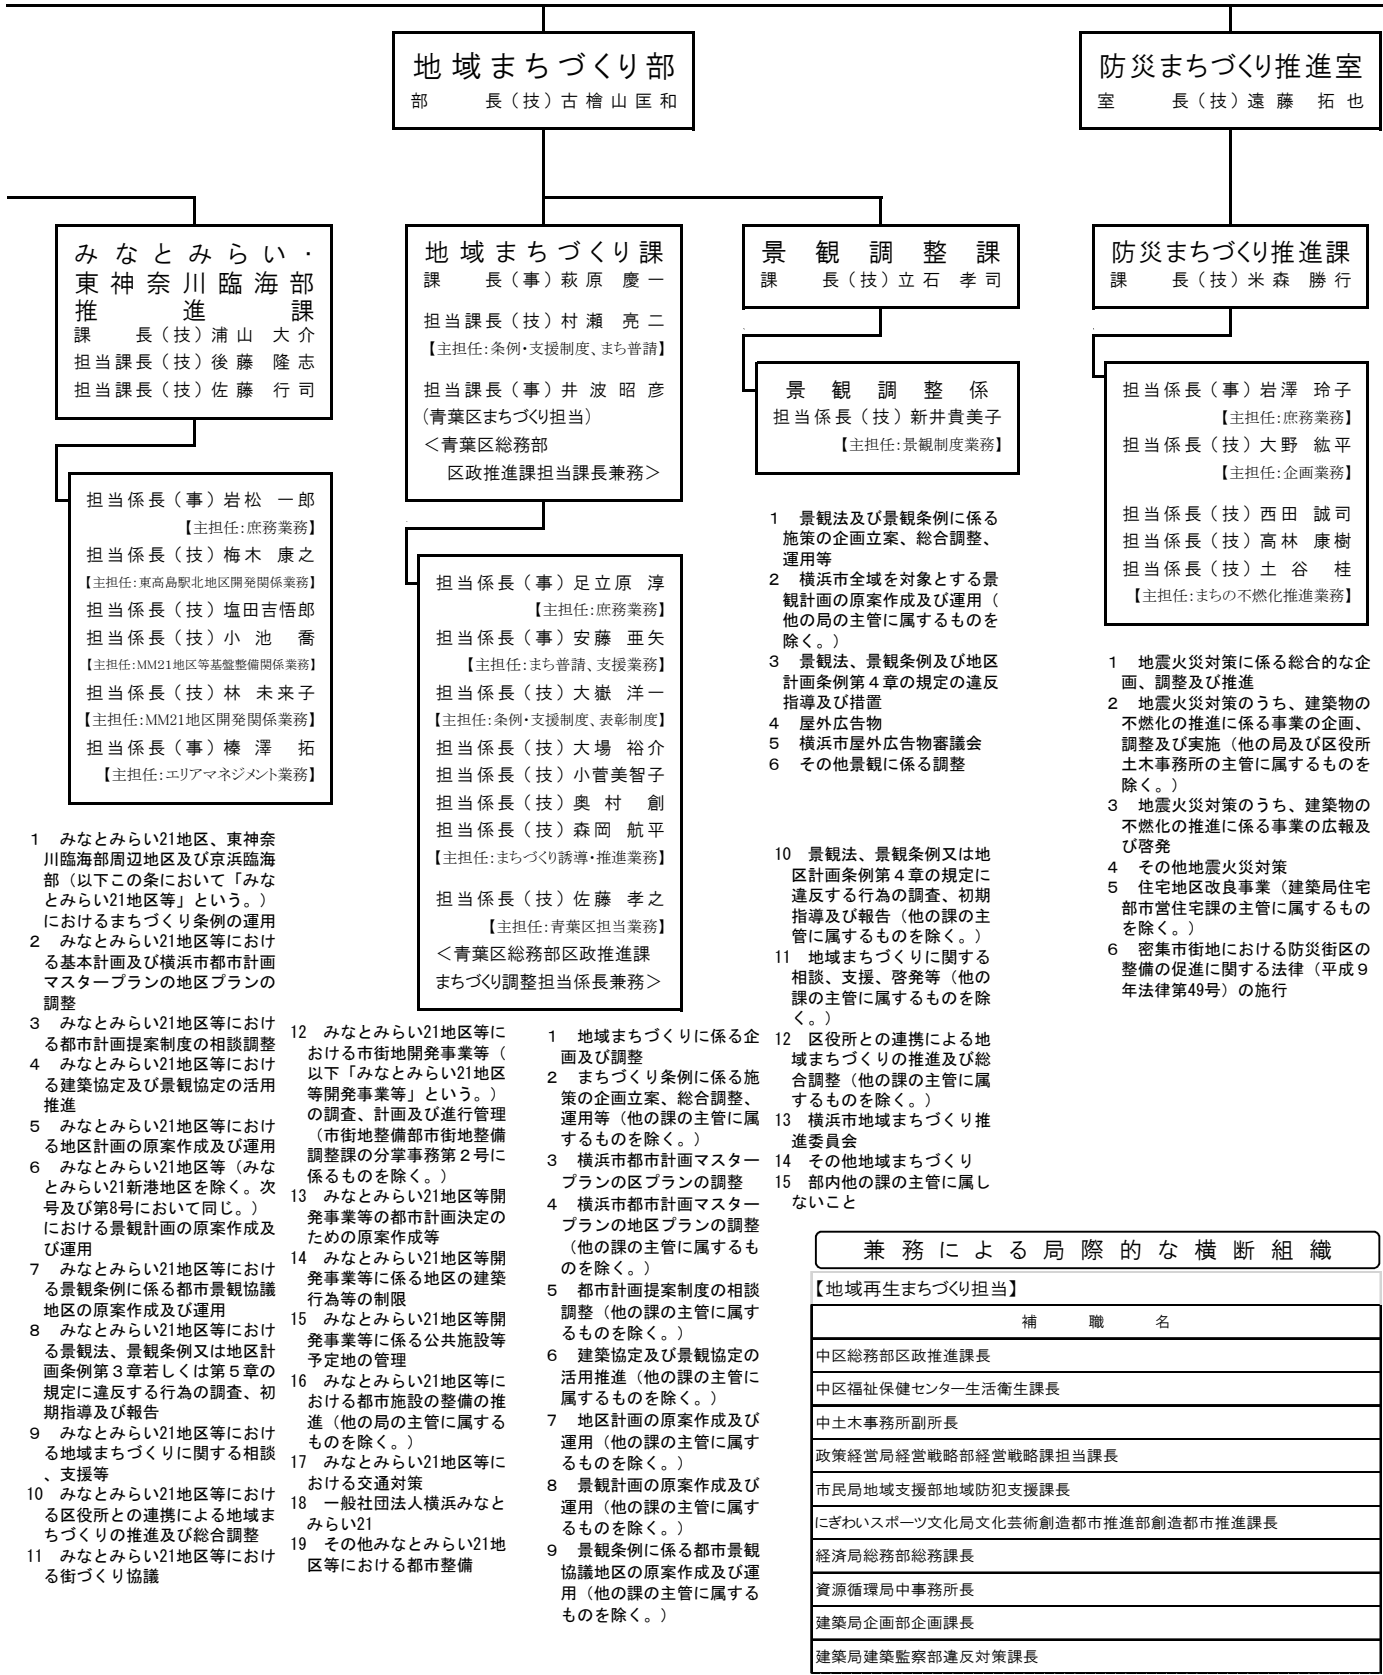 地域まちづくり部
部　　長（技）古檜山匡和
防災まちづくり推進室
室　　長（技）遠藤　拓也
みなとみらい・
東神奈川臨海部
推進課
課　　長（技）浦山　大介
担当課長（技）後藤　隆志
担当課長（技）佐藤　行司
担当係長（事）岩松　一郎
【主担任：庶務業務】
担当係長（技）梅木　康之
【主担任：東高島駅北地区開発関係業務】
担当係長（技）塩田吉悟郎
担当係長（技）小池　喬
【主担任：MM21地区等基盤整備関係業務】
担当係長（技）林　未来子
【主担任：MM21地区開発関係業務】
担当係長（事）榛澤　拓
【主担任：エリアマネジメント業務】
1　みなとみらい21地区、東神奈
川臨海部周辺地区及び京浜臨海
部（以下この条において「みな
とみらい21地区等」という。）
におけるまちづくり条例の運用
2　みなとみらい21地区等におけ
る基本計画及び横浜市都市計画
マスタープランの地区プランの
調整
3　みなとみらい21地区等におけ
る都市計画提案制度の相談調整
4　みなとみらい21地区等におけ
る建築協定及び景観協定の活用
推進
5　みなとみらい21地区等におけ
る地区計画の原案作成及び運用
6　みなとみらい21地区等（みな
とみらい21新港地区を除く。次
号及び第8号において同じ。）
における景観計画の原案作成及
び運用
7　みなとみらい21地区等におけ
る景観条例に係る都市景観協議
地区の原案作成及び運用
8　みなとみらい21地区等におけ
る景観法、景観条例又は地区計
画条例第３章若しくは第５章の
規定に違反する行為の調査、初
期指導及び報告
9　みなとみらい21地区等におけ
る地域まちづくりに関する相談
、支援等
10　みなとみらい21地区等におけ
る区役所との連携による地域ま
ちづくりの推進及び総合調整
11　みなとみらい21地区等におけ
る街づくり協議
12　みなとみらい21地区等に
おける市街地開発事業等（
以下「みなとみらい21地区
等開発事業等」という。）
の調査、計画及び進行管理
（市街地整備部市街地整備
調整課の分掌事務第２号に
係るものを除く。）
13　みなとみらい21地区等開
発事業等の都市計画決定の
ための原案作成等
14　みなとみらい21地区等開
発事業等に係る地区の建築
行為等の制限
15　みなとみらい21地区等開
発事業等に係る公共施設等
予定地の管理
16　みなとみらい21地区等に
おける都市施設の整備の推
進（他の局の主管に属する
ものを除く。）
17　みなとみらい21地区等に
おける交通対策
18　一般社団法人横浜みなと
みらい21
19　その他みなとみらい21地
区等における都市整備
地域まちづくり課
課　　長（事）萩原　慶一
担当課長（技）村瀬　亮二
【主担任：条例・支援制度、まち普請】
担当課長（事）井波昭彦
（青葉区まちづくり担当）
＜青葉区総務部
区政推進課担当課長兼務＞
担当係長（事）足立原　淳
【主担任：庶務業務】
担当係長（事）安藤　亜矢
【主担任：まち普請、支援業務】
担当係長（技）大嶽　洋一
【主担任：条例・支援制度、表彰制度】
担当係長（技）大場　裕介
担当係長（技）小菅美智子
担当係長（技）奥村　創
担当係長（技）森岡　航平
【主担任：まちづくり誘導・推進業務】
担当係長（技）佐藤　孝之
【主担任：青葉区担当業務】
＜青葉区総務部区政推進課
まちづくり調整担当係長兼務＞
1　地域まちづくりに係る企
画及び調整
2　まちづくり条例に係る施
策の企画立案、総合調整、
運用等（他の課の主管に属
するものを除く。）
3　横浜市都市計画マスター
プランの区プランの調整
4　横浜市都市計画マスター
プランの地区プランの調整
（他の課の主管に属するも
のを除く。）
5　都市計画提案制度の相談
調整（他の課の主管に属す
るものを除く。）
6　建築協定及び景観協定の
活用推進（他の課の主管に
属するものを除く。）
7　地区計画の原案作成及び
運用（他の課の主管に属す
るものを除く。）
8　景観計画の原案作成及び
運用（他の課の主管に属す
るものを除く。）
9　景観条例に係る都市景観
協議地区の原案作成及び運
用（他の課の主管に属する
ものを除く。）
10　景観法、景観条例又は地
区計画条例第４章の規定に
違反する行為の調査、初期
指導及び報告（他の課の主
管に属するものを除く。）
11　地域まちづくりに関する
相談、支援、啓発等（他の
課の主管に属するものを除
く。）
12　区役所との連携による地
域まちづくりの推進及び総
合調整（他の課の主管に属
するものを除く。）
13　横浜市地域まちづくり推
進委員会
14　その他地域まちづくり
15　部内他の課の主管に属し
ないこと
景観調整課
課　　長（技）立石　孝司
景観調整係
担当係長（技）新井貴美子
【主担任：景観制度業務】
1　景観法及び景観条例に係る
施策の企画立案、総合調整、
運用等
2　横浜市全域を対象とする景
観計画の原案作成及び運用（
他の局の主管に属するものを
除く。）
3　景観法、景観条例及び地区
計画条例第４章の規定の違反
指導及び措置
4　屋外広告物
5　横浜市屋外広告物審議会
6　その他景観に係る調整
防災まちづくり推進課
課　　長（技）米森　勝行
担当係長（事）岩澤　玲子
【主担任：庶務業務】
担当係長（技）大野　紘平
【主担任：企画業務】
担当係長（技）西田　誠司
担当係長（技）高林　康樹
担当係長（技）土谷　桂
【主担任：まちの不燃化推進業務】
1　地震火災対策に係る総合的な企
画、調整及び推進
2　地震火災対策のうち、建築物の
不燃化の推進に係る事業の企画、
調整及び実施（他の局及び区役所
土木事務所の主管に属するものを
除く。）
3　地震火災対策のうち、建築物の
不燃化の推進に係る事業の広報及
び啓発
4　その他地震火災対策
5　住宅地区改良事業（建築局住宅
部市営住宅課の主管に属するもの
を除く。）
6　密集市街地における防災街区の
整備の促進に関する法律（平成９
年法律第49号）の施行
兼務による局際的な横断組織
【地域再生まちづくり担当】
補職名
中区総務部区政推進課長
中区福祉保健センター生活衛生課長
中土木事務所副所長
政策経営局経営戦略部経営戦略課担当課長
市民局地域支援部地域防犯支援課長
にぎわいスポーツ文化局文化芸術創造都市推進部創造都市推進課長
経済局総務部総務課長
資源循環局中事務所長
建築局企画部企画課長
建築局建築監察部違反対策課長